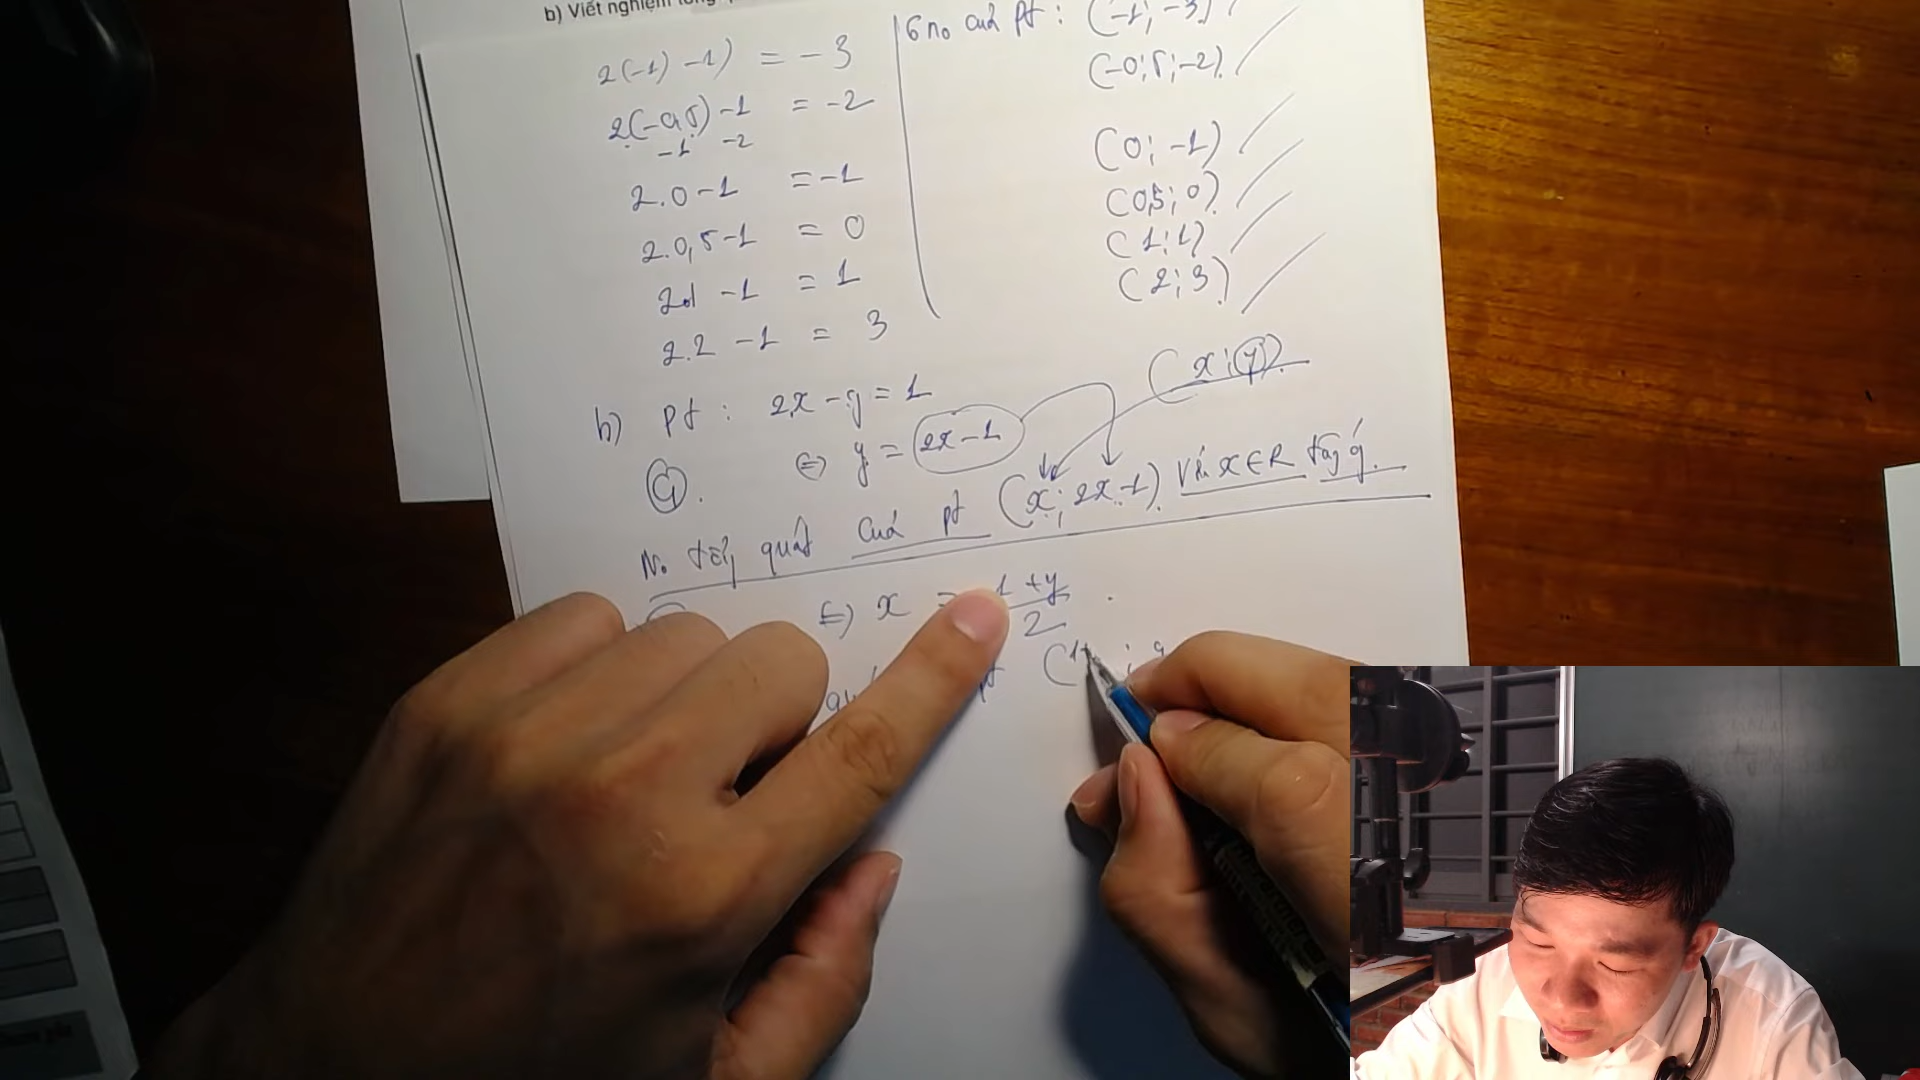 b) Viết nghiệm tổng
2(-1) -1) = -3
2(-0,5) -1 = -2
-1 -2
2.0-1 = -1
2.0,5-1 = 0
2.1 -1 = 1
2.2 -1 = 3
6 no của pt : (-1; -3)
(-0,5; -2).
(0; -1)
(0,5; 0).
(1; 1)
(2; 3)
(x; y).
b) pt : 2x - y = 1
⇔ y = 2x-1
C1.
No tổng quát của pt (x; 2x-1) Với x∈R tùy ý.
⇔ x = 1+y/2 .
pt (1+ ;